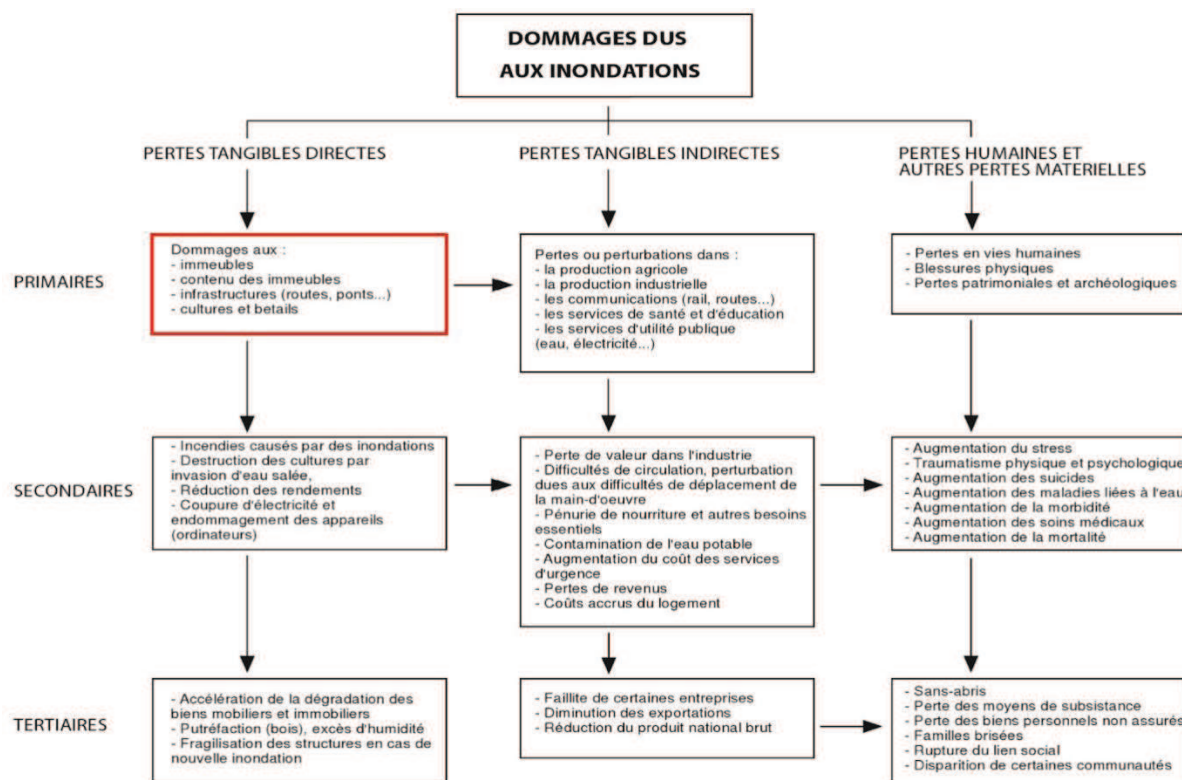 DOMMAGES DUS
AUX INONDATIONS
PERTES TANGIBLES DIRECTES
PERTES TANGIBLES INDIRECTES
PERTES HUMAINES ET
AUTRES PERTES MATERIELLES
PRIMAIRES
Dommages aux :
- immeubles
- contenu des immeubles
- infrastructures (routes, ponts...)
- cultures et betails
Pertes ou perturbations dans :
- la production agricole
- la production industrielle
- les communications (rail, routes...)
- les services de santé et d'éducation
- les services d'utilité publique
(eau, électricité...)
- Pertes en vies humaines
- Blessures physiques
- Pertes patrimoniales et archéologiques
SECONDAIRES
- Incendies causés par des inondations
- Destruction des cultures par
invasion d'eau salée,
- Réduction des rendements
- Coupure d'électricité et
endommagement des appareils
(ordinateurs)
- Perte de valeur dans l'industrie
- Difficultés de circulation, perturbation
dues aux difficultés de déplacement de
la main-d'oeuvre
- Pénurie de nourriture et autres besoins
essentiels
- Contamination de l'eau potable
- Augmentation du coût des services
d'urgence
- Pertes de revenus
- Coûts accrus du logement
- Augmentation du stress
- Traumatisme physique et psychologique
- Augmentation des suicides
- Augmentation des maladies liées à l'eau
- Augmentation de la morbidité
- Augmentation des soins médicaux
- Augmentation de la mortalité
TERTIAIRES
- Accélération de la dégradation des
biens mobiliers et immobiliers
- Putréfaction (bois), excès d'humidité
- Fragilisation des structures en cas de
nouvelle inondation
- Faillite de certaines entreprises
- Diminution des exportations
- Réduction du produit national brut
- Sans-abris
- Perte des moyens de subsistance
- Perte des biens personnels non assurés
- Familles brisées
- Rupture du lien social
- Disparition de certaines communautés